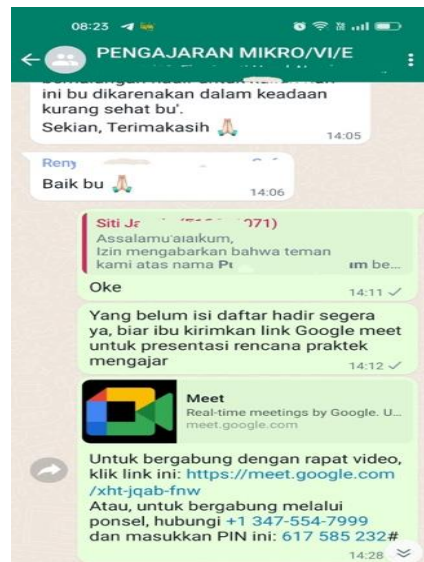 08:23
PENGAJARAN MIKRO/VI/E
ini bu dikarenakan dalam keadaan
kurang sehat bu'.
Sekian, Terimakasih 🙏
14:05
Reny
Baik bu 🙏
14:06
Siti 071)
Assalamu'alaikum,
Izin mengabarkan bahwa teman
kami atas nama be...
Oke
14:11
Yang belum isi daftar hadir segera
ya, biar ibu kirimkan link Google meet
untuk presentasi rencana praktek
mengajar
14:12
Meet
Real-time meetings by Google. U...
meet.google.com
Untuk bergabung dengan rapat video,
klik link ini: https://meet.google.com
/xht-jqab-fnw
Atau, untuk bergabung melalui
ponsel, hubungi +1 347-554-7999
dan masukkan PIN ini: 617 585 232#
14:28